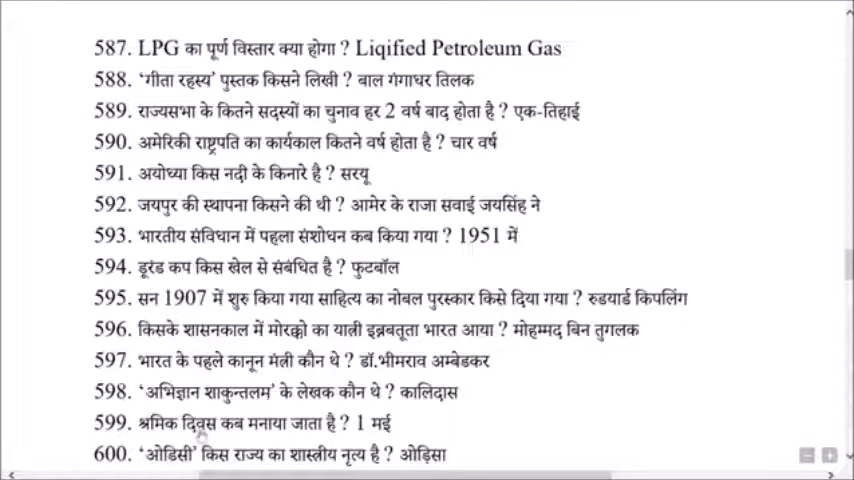 587. LPG का पूर्ण विस्तार क्या होगा ? Liqified Petroleum Gas
588. ‘गीता रहस्य’ पुस्तक किसने लिखी ? बाल गंगाधर तिलक
589. राज्यसभा के कितने सदस्यों का चुनाव हर 2 वर्ष बाद होता है ? एक-तिहाई
590. अमेरिकी राष्ट्रपति का कार्यकाल कितने वर्ष होता है ? चार वर्ष
591. अयोध्या किस नदी के किनारे है ? सरयू
592. जयपुर की स्थापना किसने की थी ? आमेर के राजा सवाई जयसिंह ने
593. भारतीय संविधान में पहला संशोधन कब किया गया ? 1951 में
594. डूरंड कप किस खेल से संबंधित है ? फुटबॉल
595. सन 1907 में शुरु किया गया साहित्य का नोबल पुरस्कार किसे दिया गया ? रुडयार्ड किपलिंग
596. किसके शासनकाल में मोरक्को का यात्री इब्नबतूता भारत आया ? मोहम्मद बिन तुगलक
597. भारत के पहले कानून मंत्री कौन थे ? डॉ.भीमराव अम्बेडकर
598. ‘अभिज्ञान शाकुन्तलम’ के लेखक कौन थे ? कालिदास
599. श्रमिक दिवस कब मनाया जाता है ? 1 मई
600. ‘ओडिसी’ किस राज्य का शास्त्रीय नृत्य है ? ओड़िसा